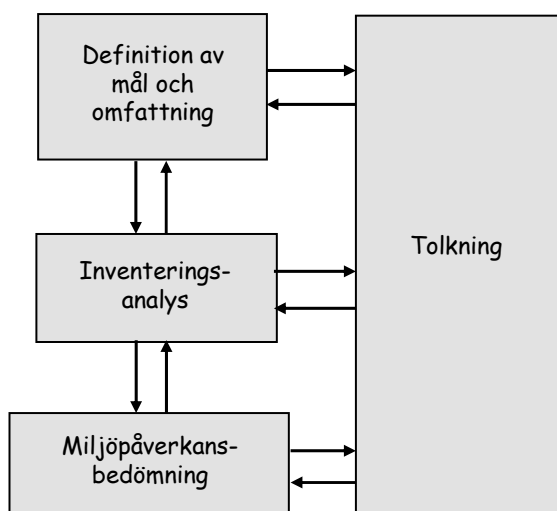 Definition av
mål och
omfattning
Inventerings-
analys
Miljöpåverkans-
bedömning
Tolkning